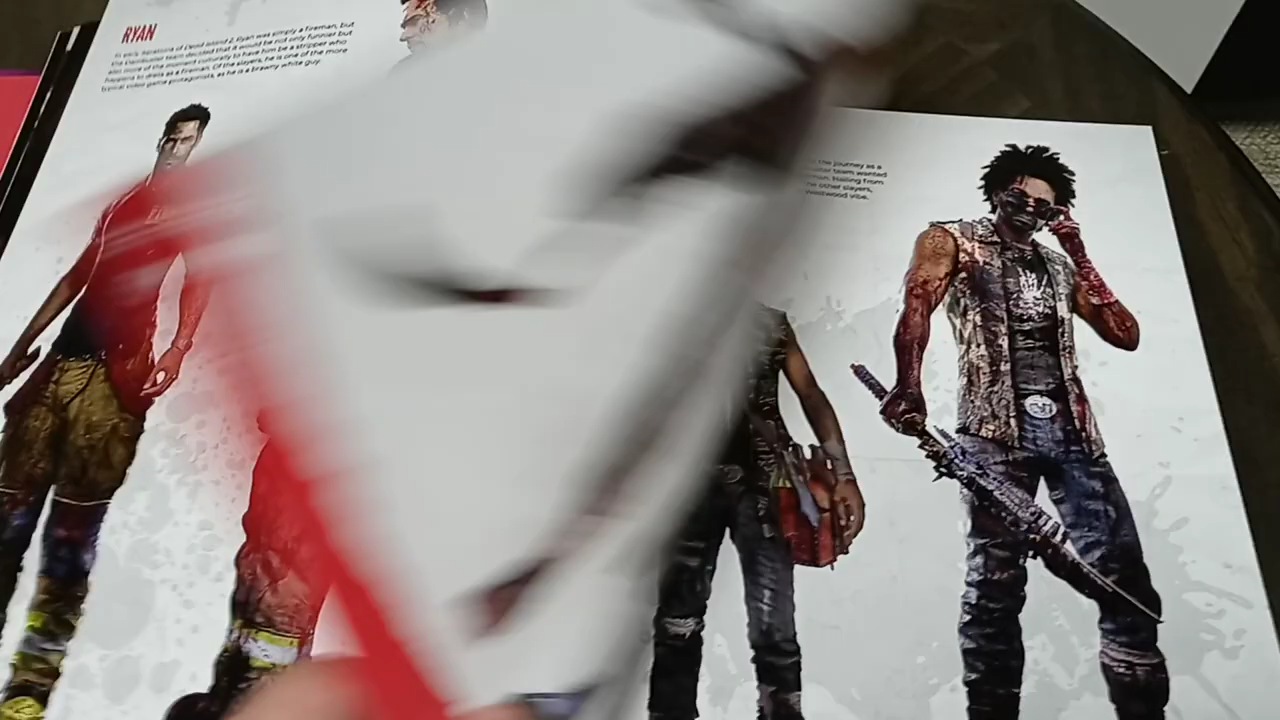 RYAN
In early iterations of Dead Island 2, Ryan was simply a fireman, but
the Dambuster team decided that it would be not only funnier but
also more of the moment culturally to have him be a stripper who
happens to dress as a fireman. Of the slayers, he is one of the more
typical video game protagonists, as he is a brawny white guy.
the journey as a
team wanted
Hailing from
other slayers,
vibe.